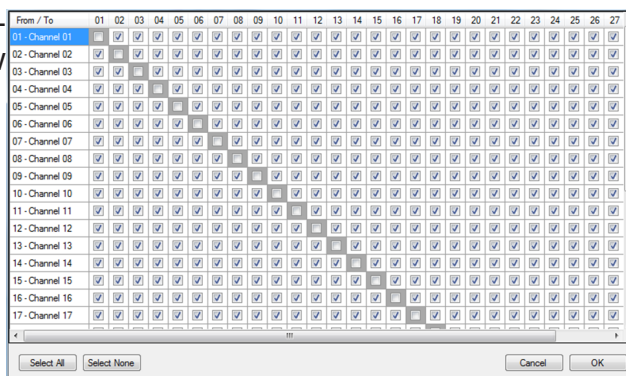 From / To 01 02 03 04 05 06 07 08 09 10 11 12 13 14 15 16 17 18 19 20 21 22 23 24 25 26 27
01 - Channel 01
02 - Channel 02
03 - Channel 03
04 - Channel 04
05 - Channel 05
06 - Channel 06
07 - Channel 07
08 - Channel 08
09 - Channel 09
10 - Channel 10
11 - Channel 11
12 - Channel 12
13 - Channel 13
14 - Channel 14
15 - Channel 15
16 - Channel 16
17 - Channel 17
Select All Select None Cancel OK